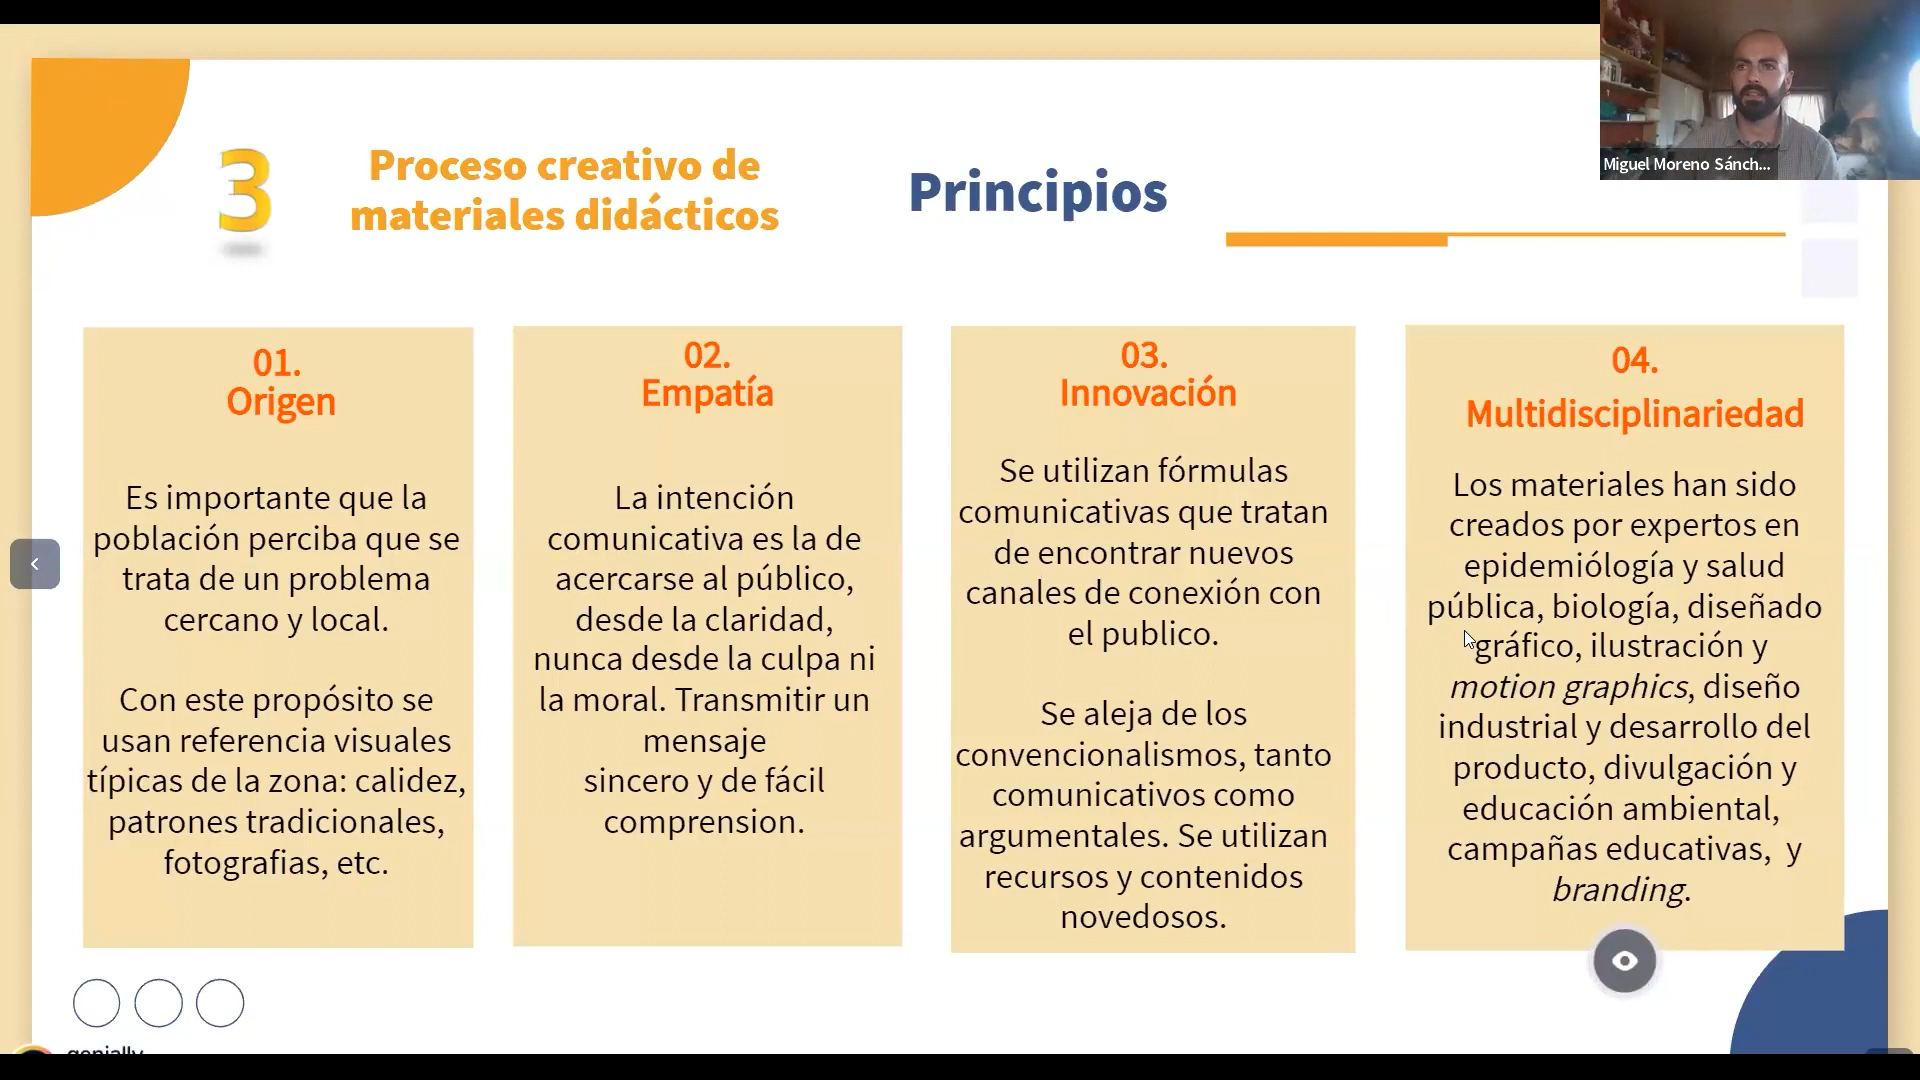 3
Proceso creativo de
materiales didácticos
Principios
Miguel Moreno Sánch...
01.
Origen
Es importante que la
población perciba que se
trata de un problema
cercano y local.
Con este propósito se
usan referencia visuales
típicas de la zona: calidez,
patrones tradicionales,
fotografias, etc.
02.
Empatía
La intención
comunicativa es la de
acercarse al público,
desde la claridad,
nunca desde la culpa ni
la moral. Transmitir un
mensaje
sincero y de fácil
comprension.
03.
Innovación
Se utilizan fórmulas
comunicativas que tratan
de encontrar nuevos
canales de conexión con
el publico.
Se aleja de los
convencionalismos, tanto
comunicativos como
argumentales. Se utilizan
recursos y contenidos
novedosos.
04.
Multidisciplinariedad
Los materiales han sido
creados por expertos en
epidemiólogía y salud
pública, biología, diseñado
gráfico, ilustración y
motion graphics, diseño
industrial y desarrollo del
producto, divulgación y
educación ambiental,
campañas educativas, y
branding.
genially